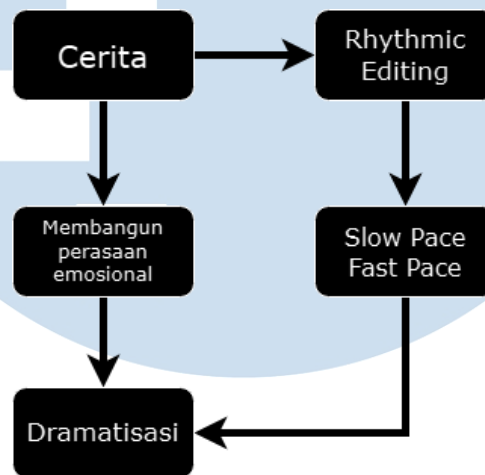 Cerita
Rhythmic
Editing
Membangun
perasaan
emosional
Slow Pace
Fast Pace
Dramatisasi